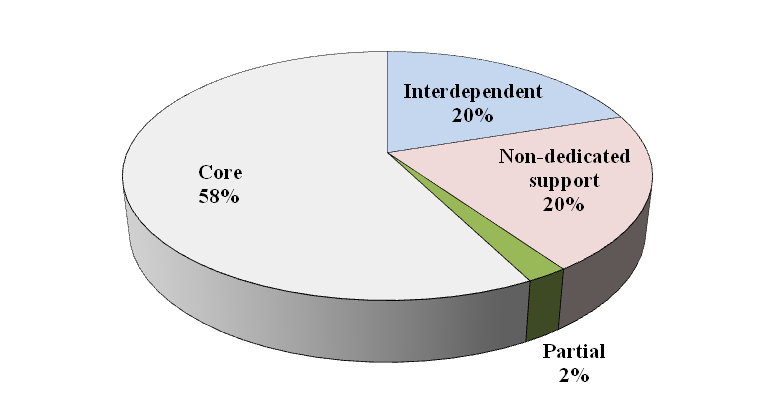 Interdependent
20%
Non-dedicated
support
20%
Core
58%
Partial
2%